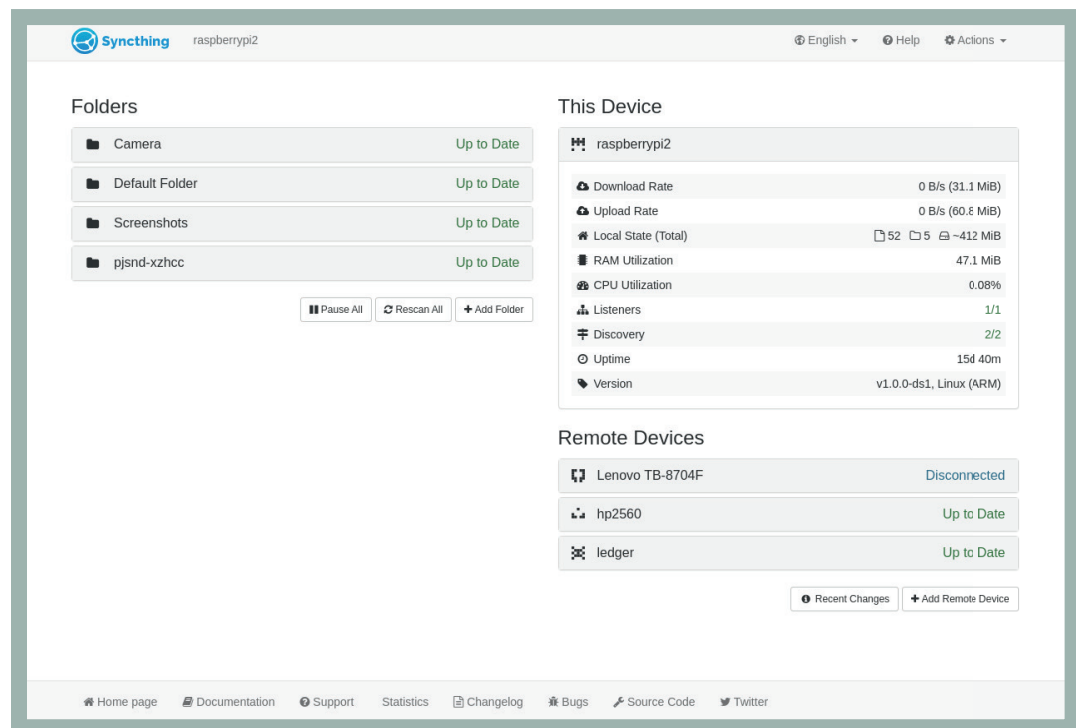 Syncthing raspberrypi2 English Help Actions
Folders
Camera Up to Date
Default Folder Up to Date
Screenshots Up to Date
pjsnd-xzhcc Up to Date
Pause All Rescan All Add Folder
This Device
raspberrypi2
Download Rate 0 B/s (31.1 MiB)
Upload Rate 0 B/s (60.8 MiB)
Local State (Total) 52 5 ~412 MiB
RAM Utilization 47.1 MiB
CPU Utilization 0.08%
Listeners 1/1
Discovery 2/2
Uptime 15d 40m
Version v1.0.0-ds1, Linux (ARM)
Remote Devices
Lenovo TB-8704F Disconnected
hp2560 Up to Date
ledger Up to Date
Recent Changes Add Remote Device
Home page Documentation Support Statistics Changelog Bugs Source Code Twitter